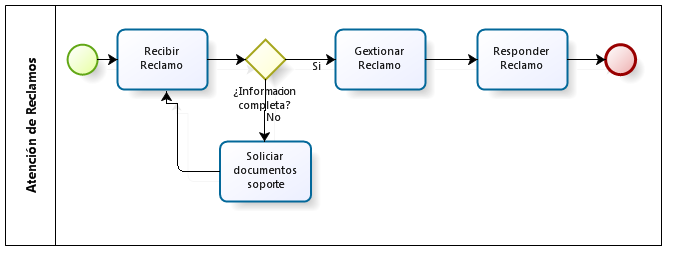 Atención de Reclamos
Recibir
Reclamo
¿Informacion
completa?
Si
No
Gextionar
Reclamo
Responder
Reclamo
Soliciar
documentos
soporte